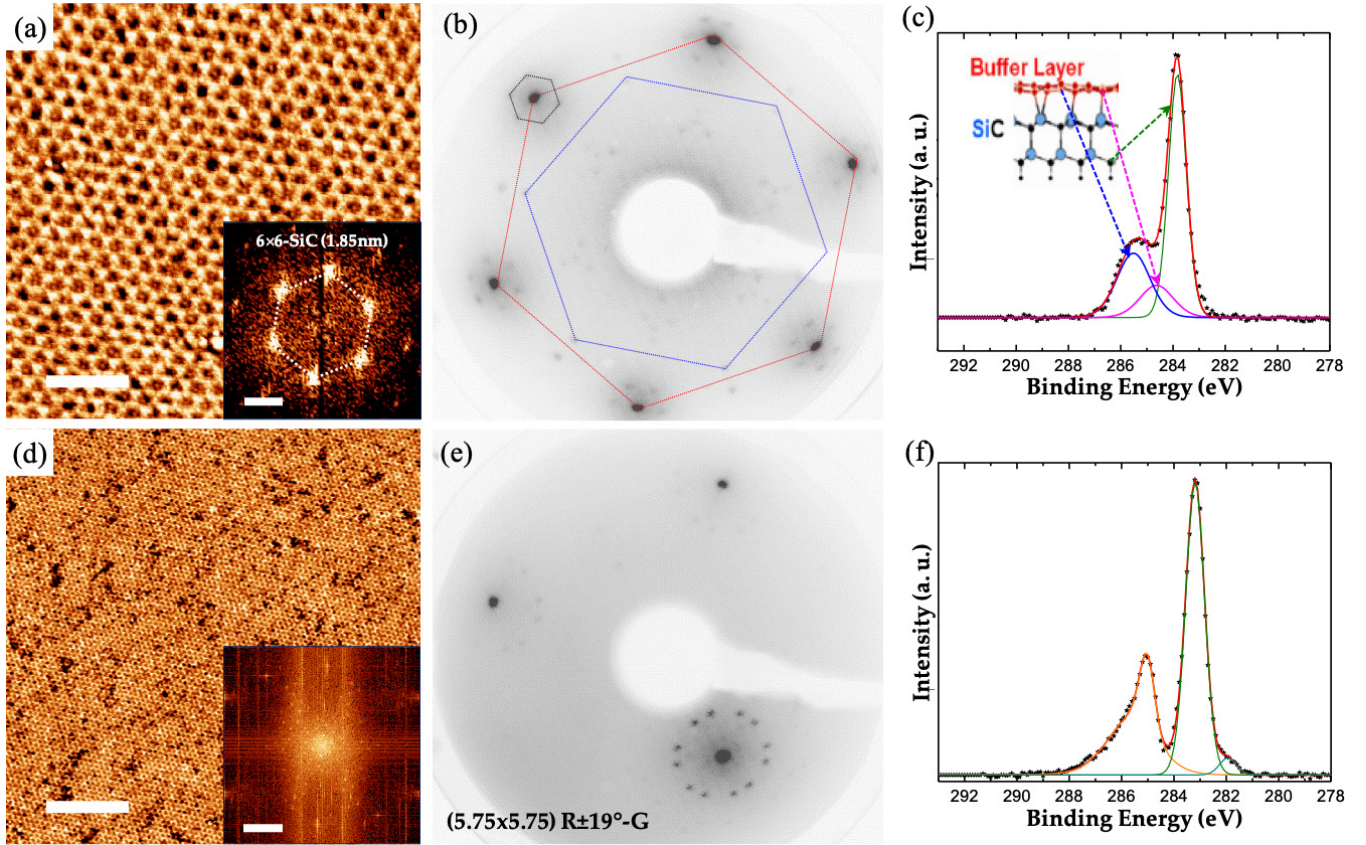 (a)
6×6-SiC (1.85nm)
(b)
(c)
Buffer Layer
SiC
Intensity (a. u.)
292 290 288 286 284 282 280 278
Binding Energy (eV)
(d)
(e)
(5.75x5.75) R±19°-G
(f)
Intensity (a. u.)
292 290 288 286 284 282 280 278
Binding Energy (eV)